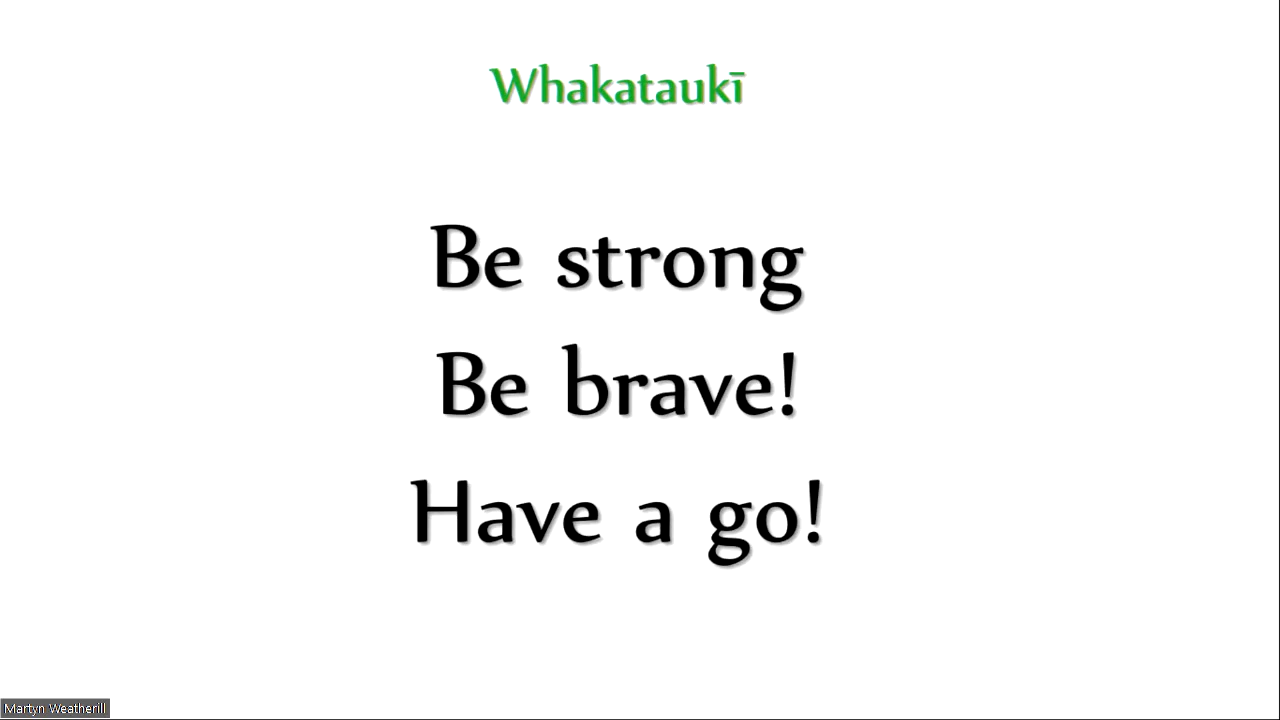 Whakataukī
Be strong
Be brave!
Have a go!
Martyn Weatherill